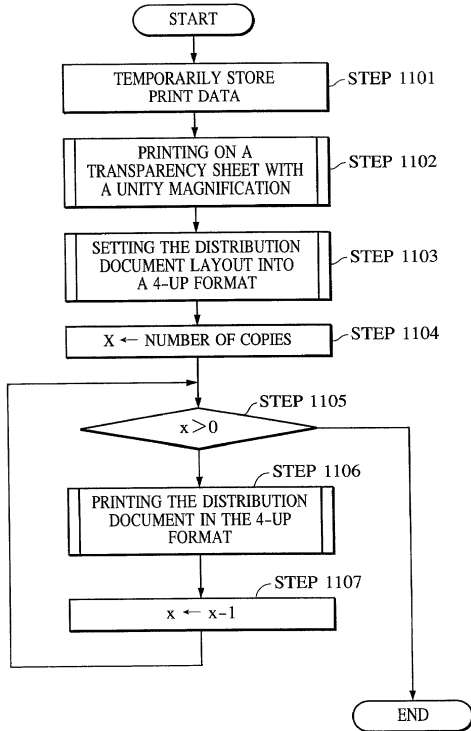 START
TEMPORARILY STORE
PRINT DATA
STEP 1101
PRINTING ON A
TRANSPARENCY SHEET WITH
A UNITY MAGNIFICATION
STEP 1102
SETTING THE DISTRIBUTION
DOCUMENT LAYOUT INTO
A 4-UP FORMAT
STEP 1103
X ← NUMBER OF COPIES
STEP 1104
STEP 1105
x>0
STEP 1106
PRINTING THE DISTRIBUTION
DOCUMENT IN THE 4-UP
FORMAT
STEP 1107
x ← x-1
END